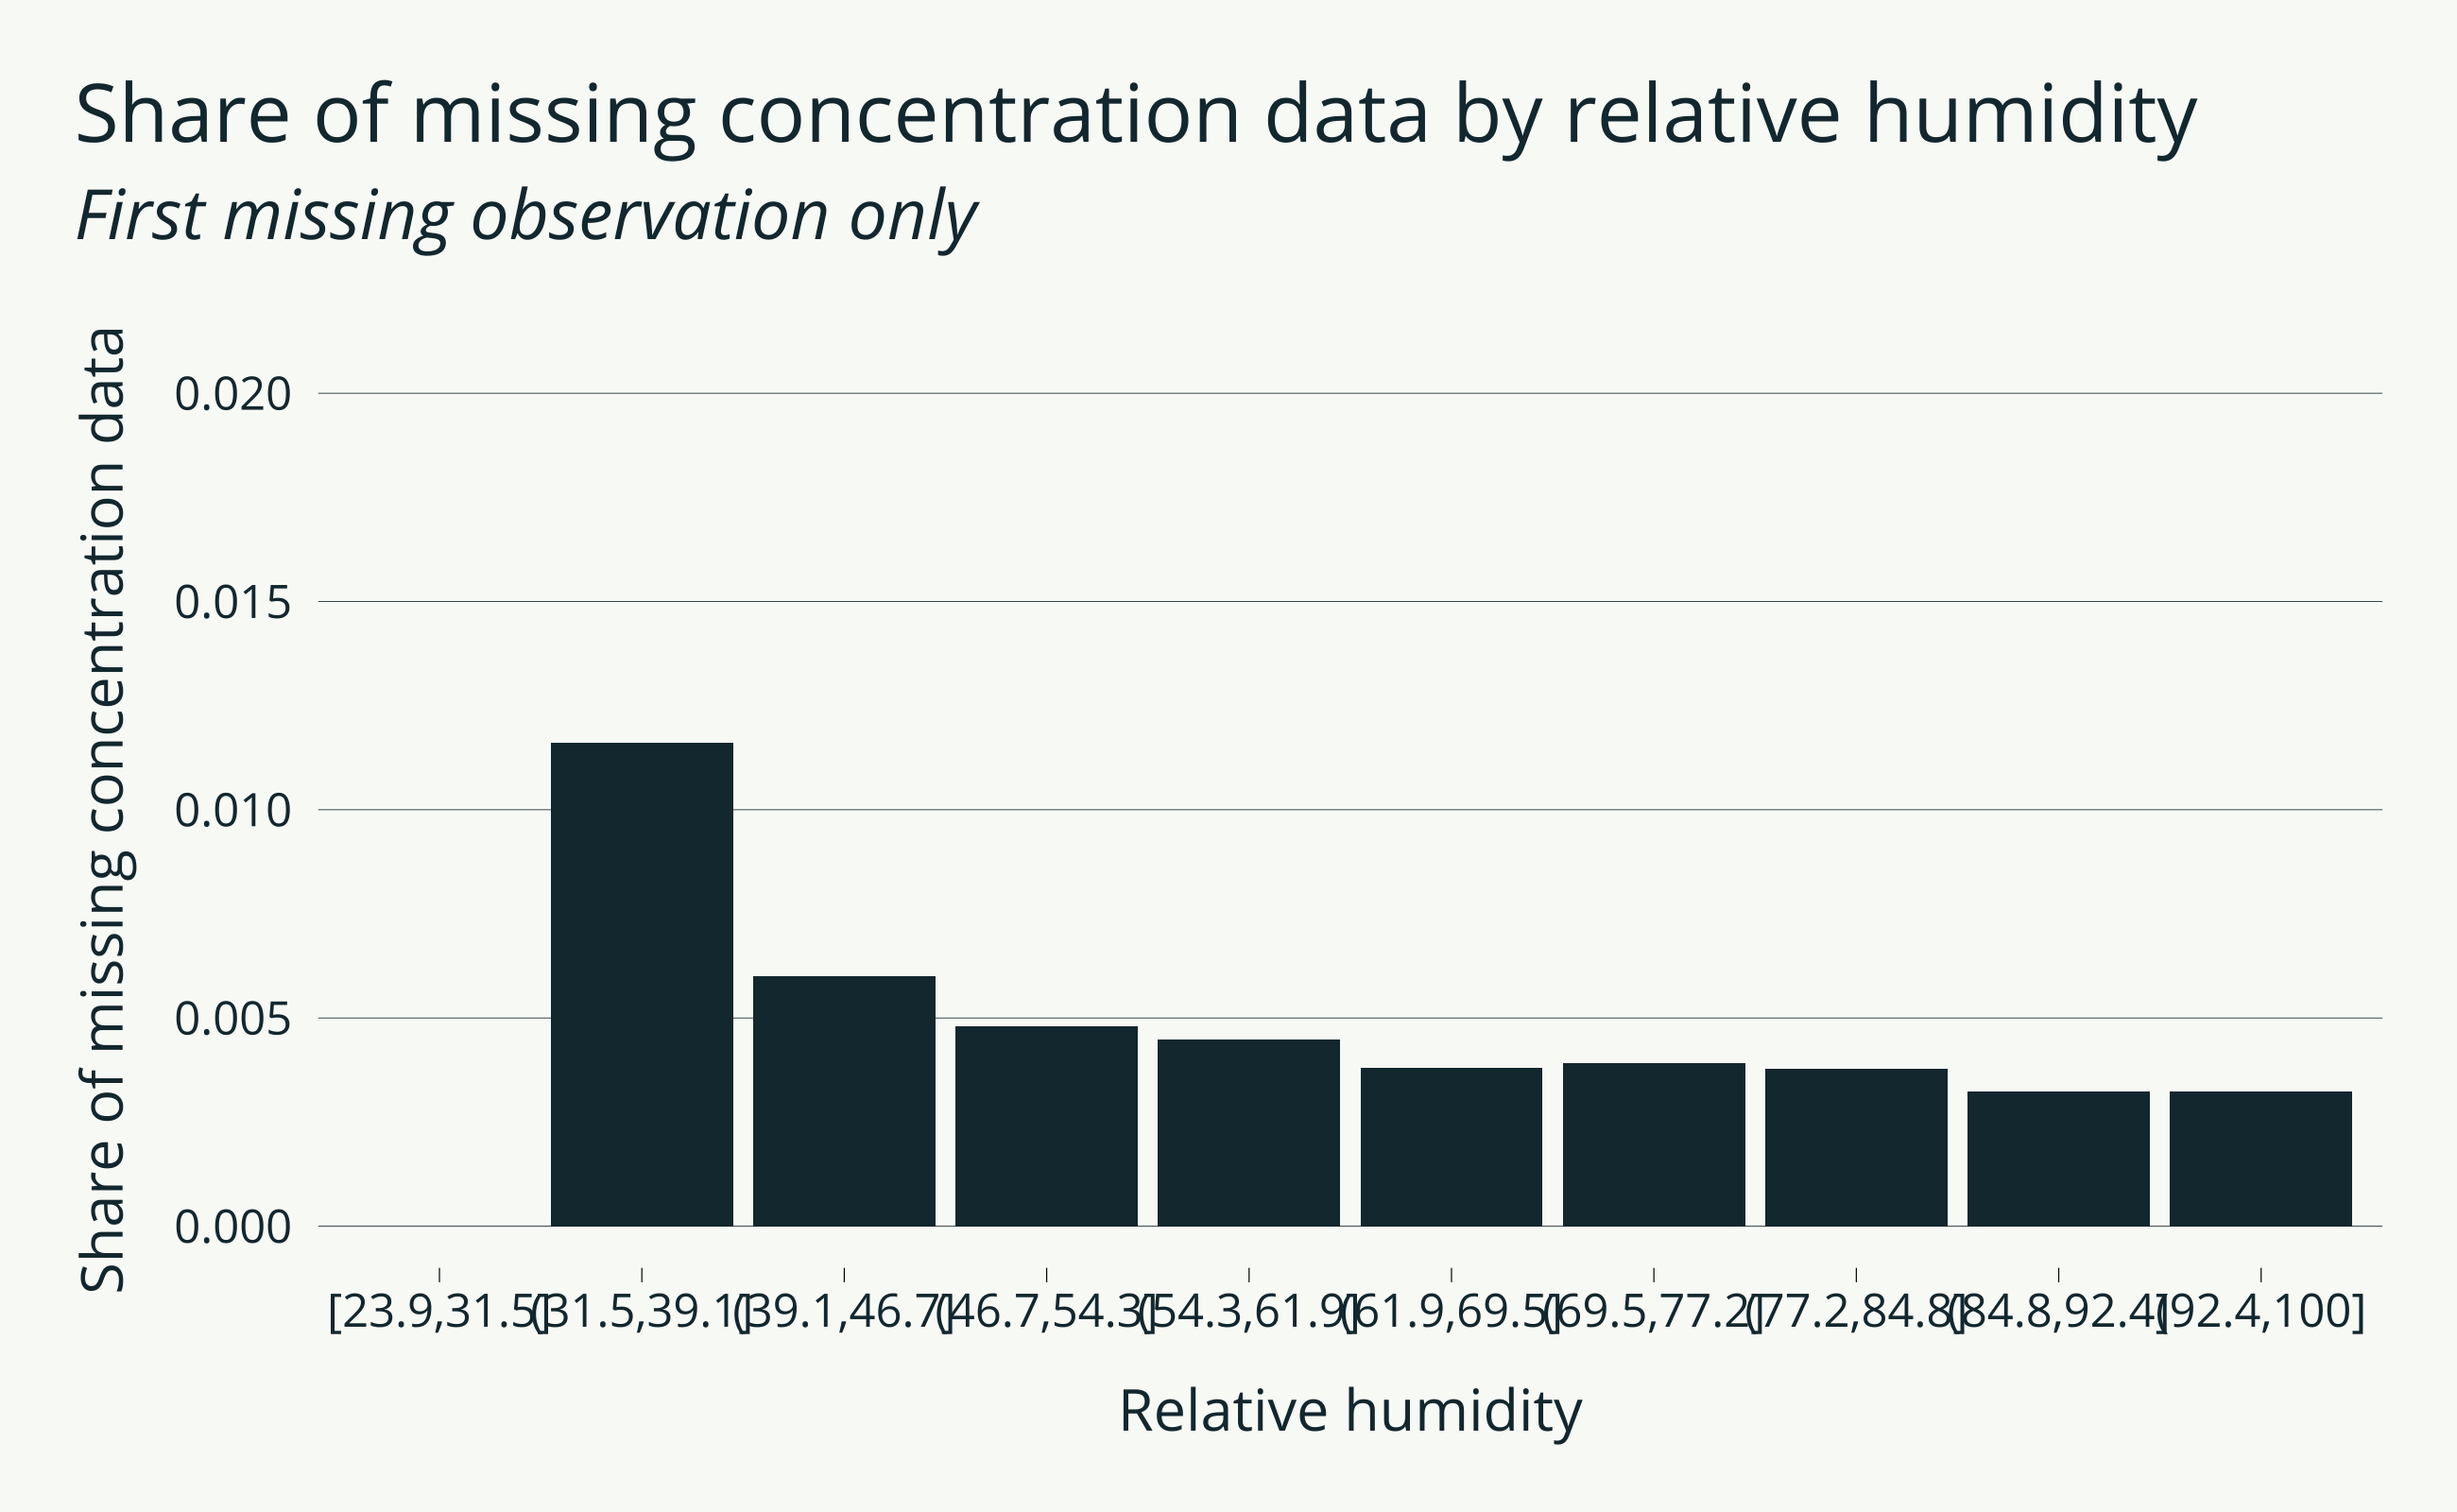 Share of missing concentration data by relative humidity
First missing observation only
Share of missing concentration data
0.020
0.015
0.010
0.005
0.000
[23.9,31.5] (31.5,39.1] (39.1,46.7] (46.7,54.3] (54.3,61.9] (61.9,69.5] (69.5,77.2] (77.2,84.8] (84.8,92.4] (92.4,100]
Relative humidity